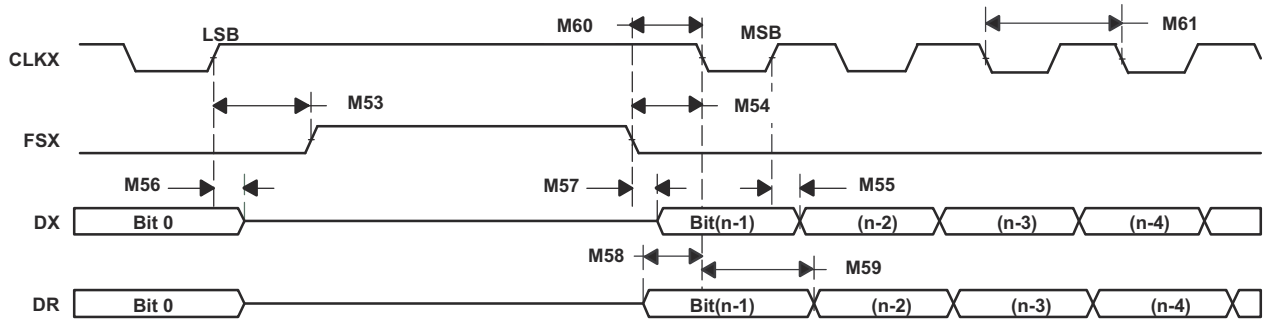 LSB
M60
MSB
M61
CLKX
M53
M54
FSX
M56
M57
M55
DX
Bit 0
Bit(n-1)
(n-2)
(n-3)
(n-4)
M58
M59
DR
Bit 0
Bit(n-1)
(n-2)
(n-3)
(n-4)